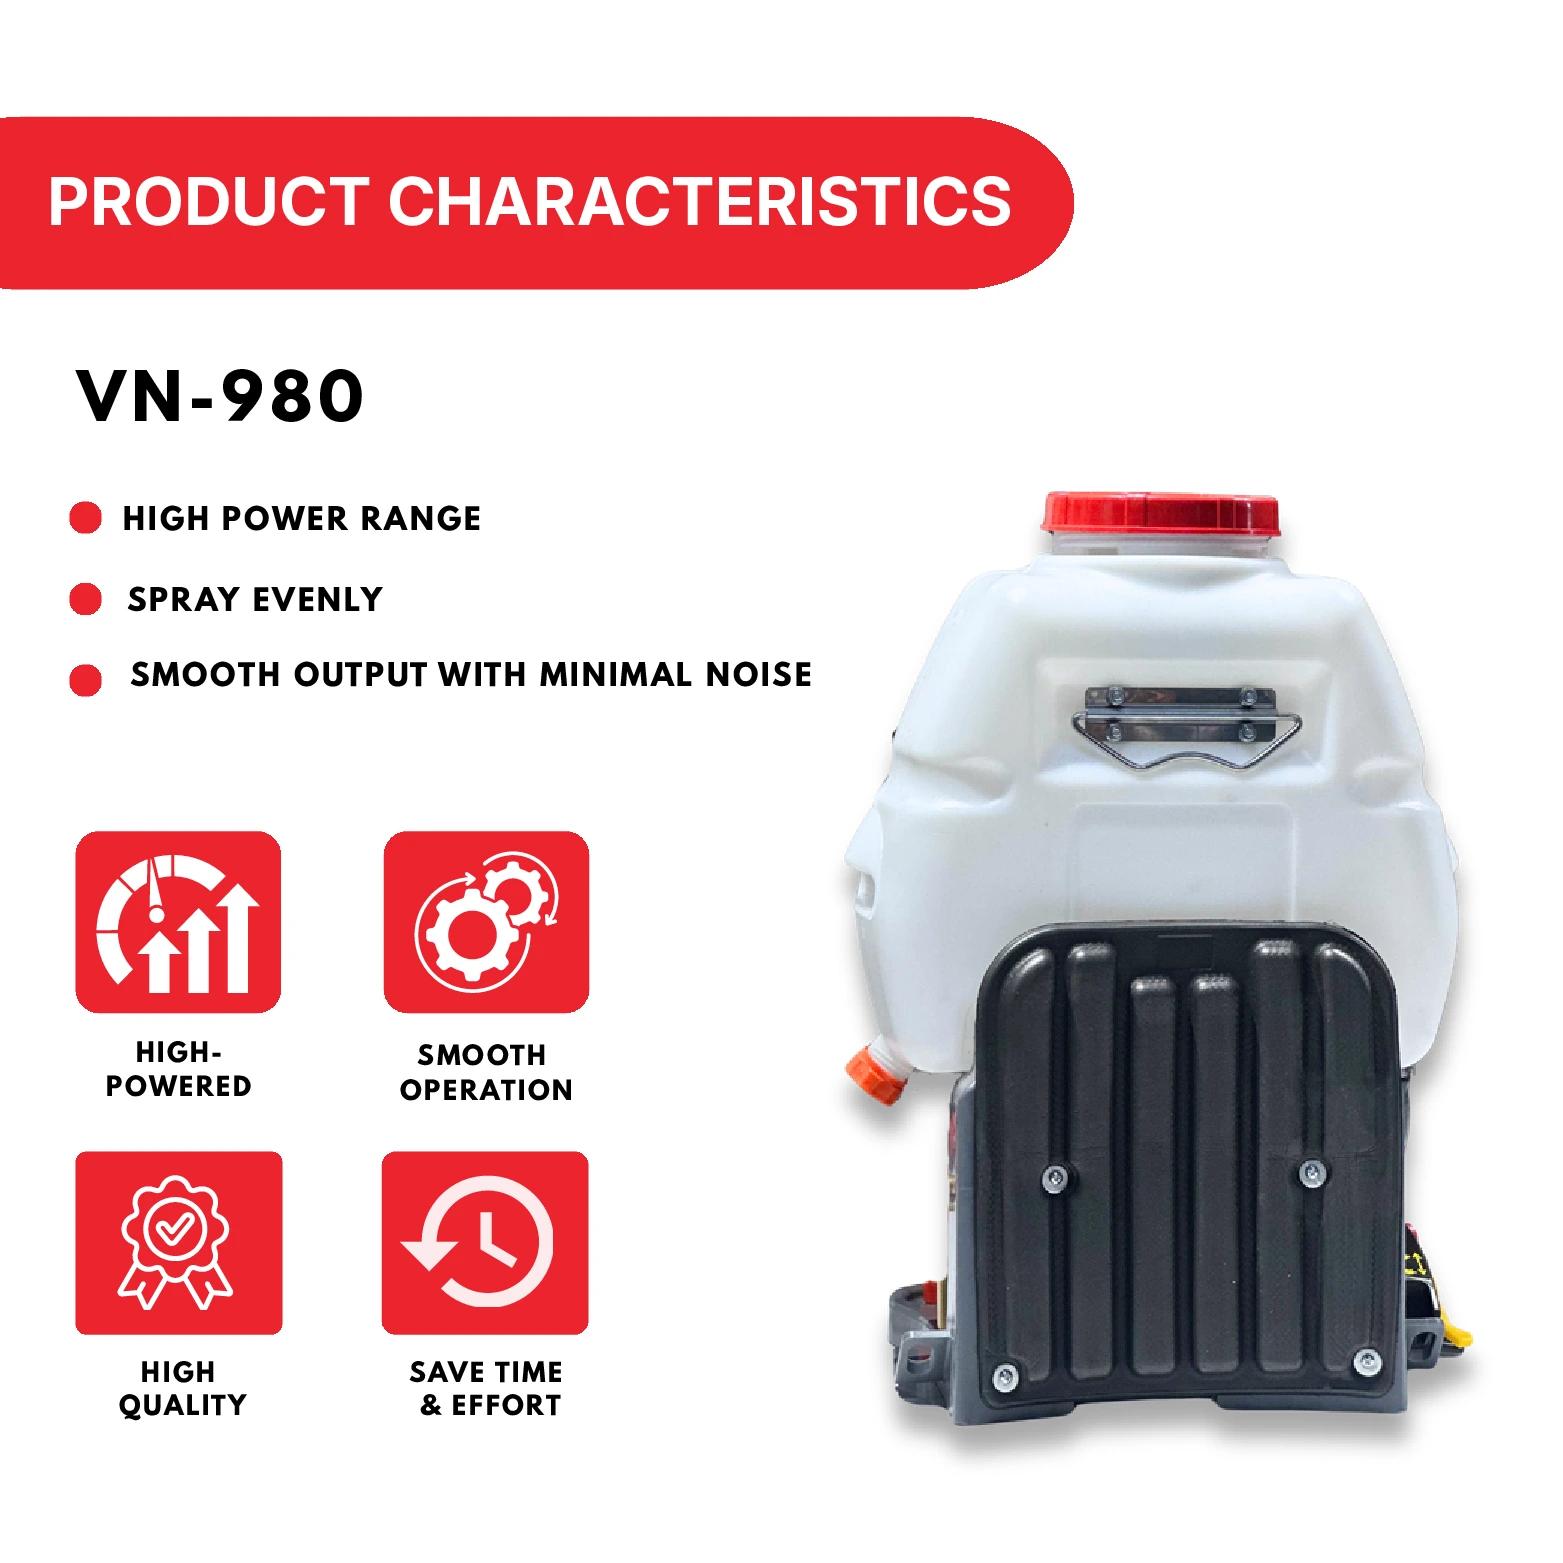 PRODUCT CHARACTERISTICS
VN-980
HIGH POWER RANGE
SPRAY EVENLY
SMOOTH OUTPUT WITH MINIMAL NOISE
HIGH-
POWERED
SMOOTH
OPERATION
HIGH
QUALITY
SAVE TIME
& EFFORT